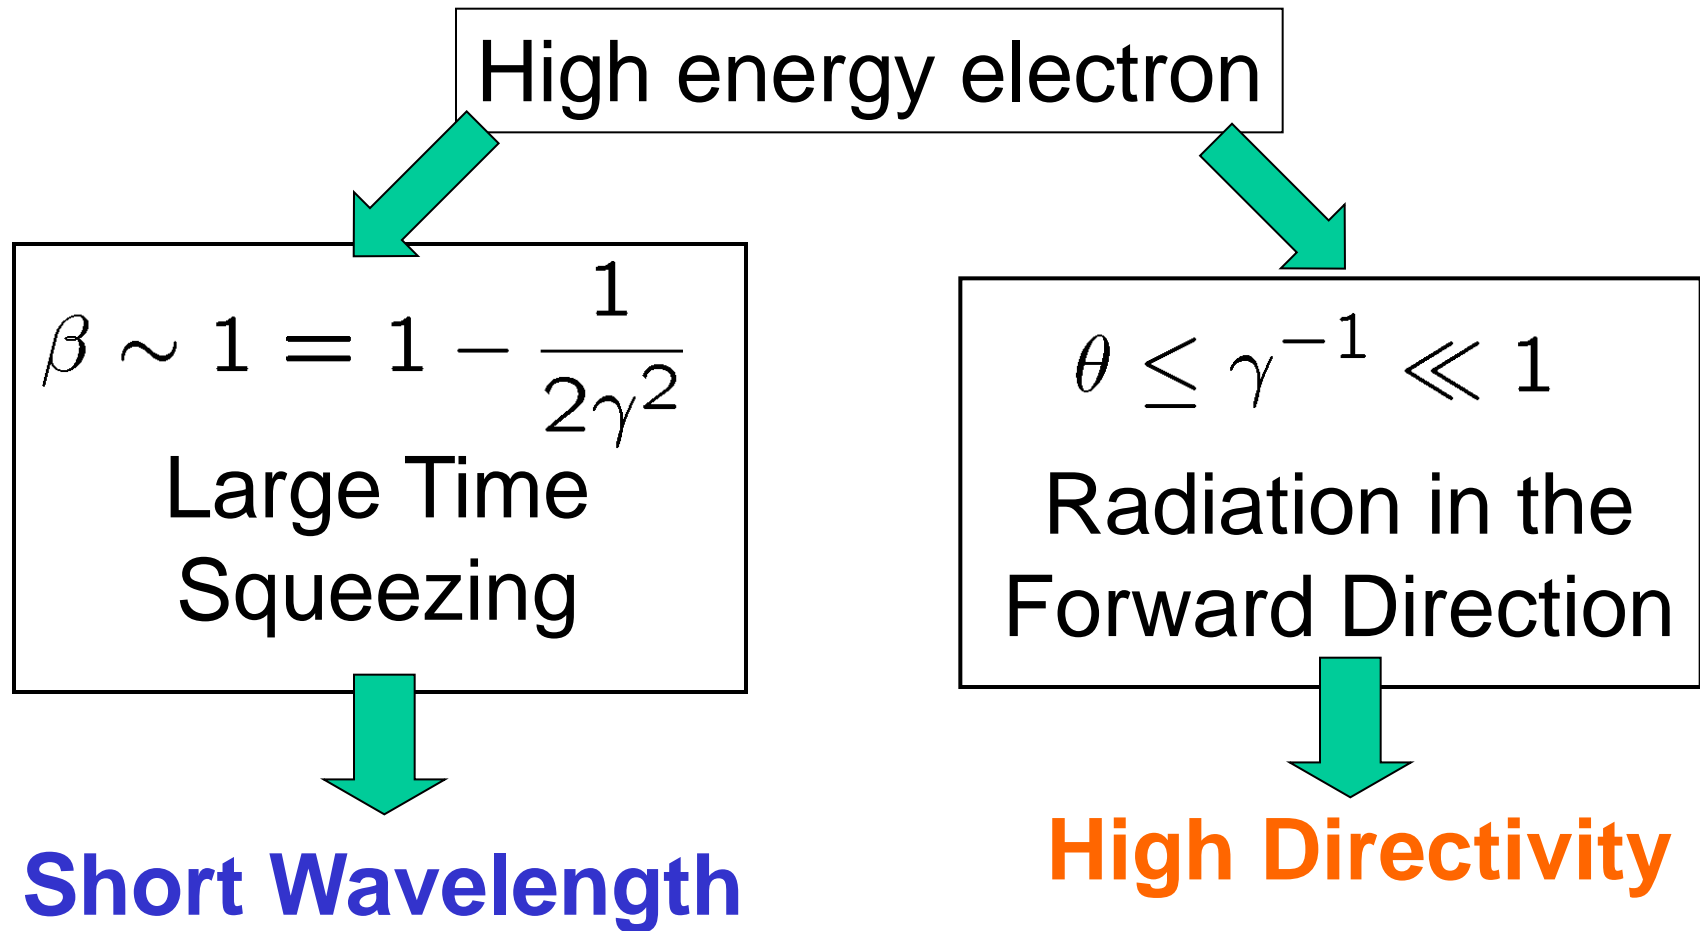 High energy electron
β ∼ 1 = 1 − 1/2γ²
Large Time
Squeezing
Short Wavelength
θ ≤ γ⁻¹ ≪ 1
Radiation in the
Forward Direction
High Directivity